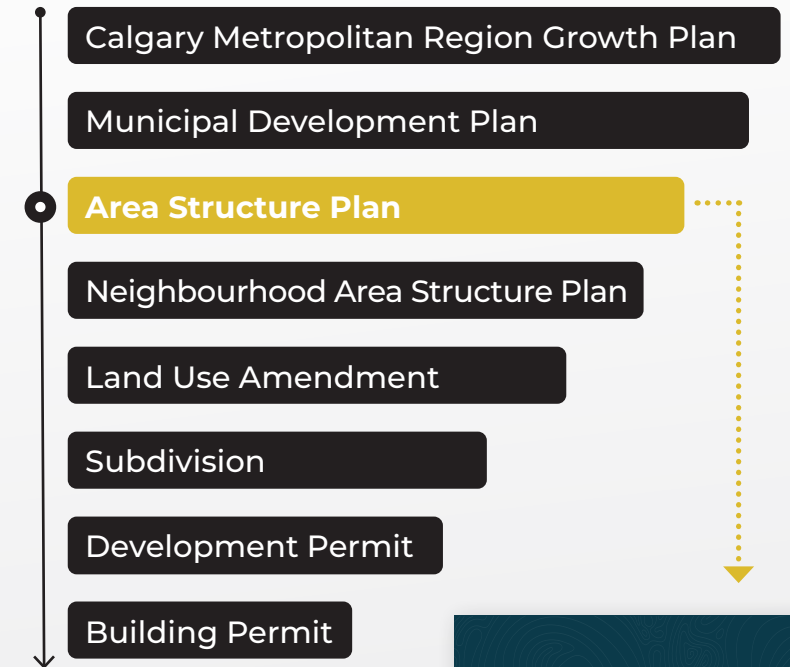 Calgary Metropolitan Region Growth Plan
Municipal Development Plan
Area Structure Plan
Neighbourhood Area Structure Plan
Land Use Amendment
Subdivision
Development Permit
Building Permit